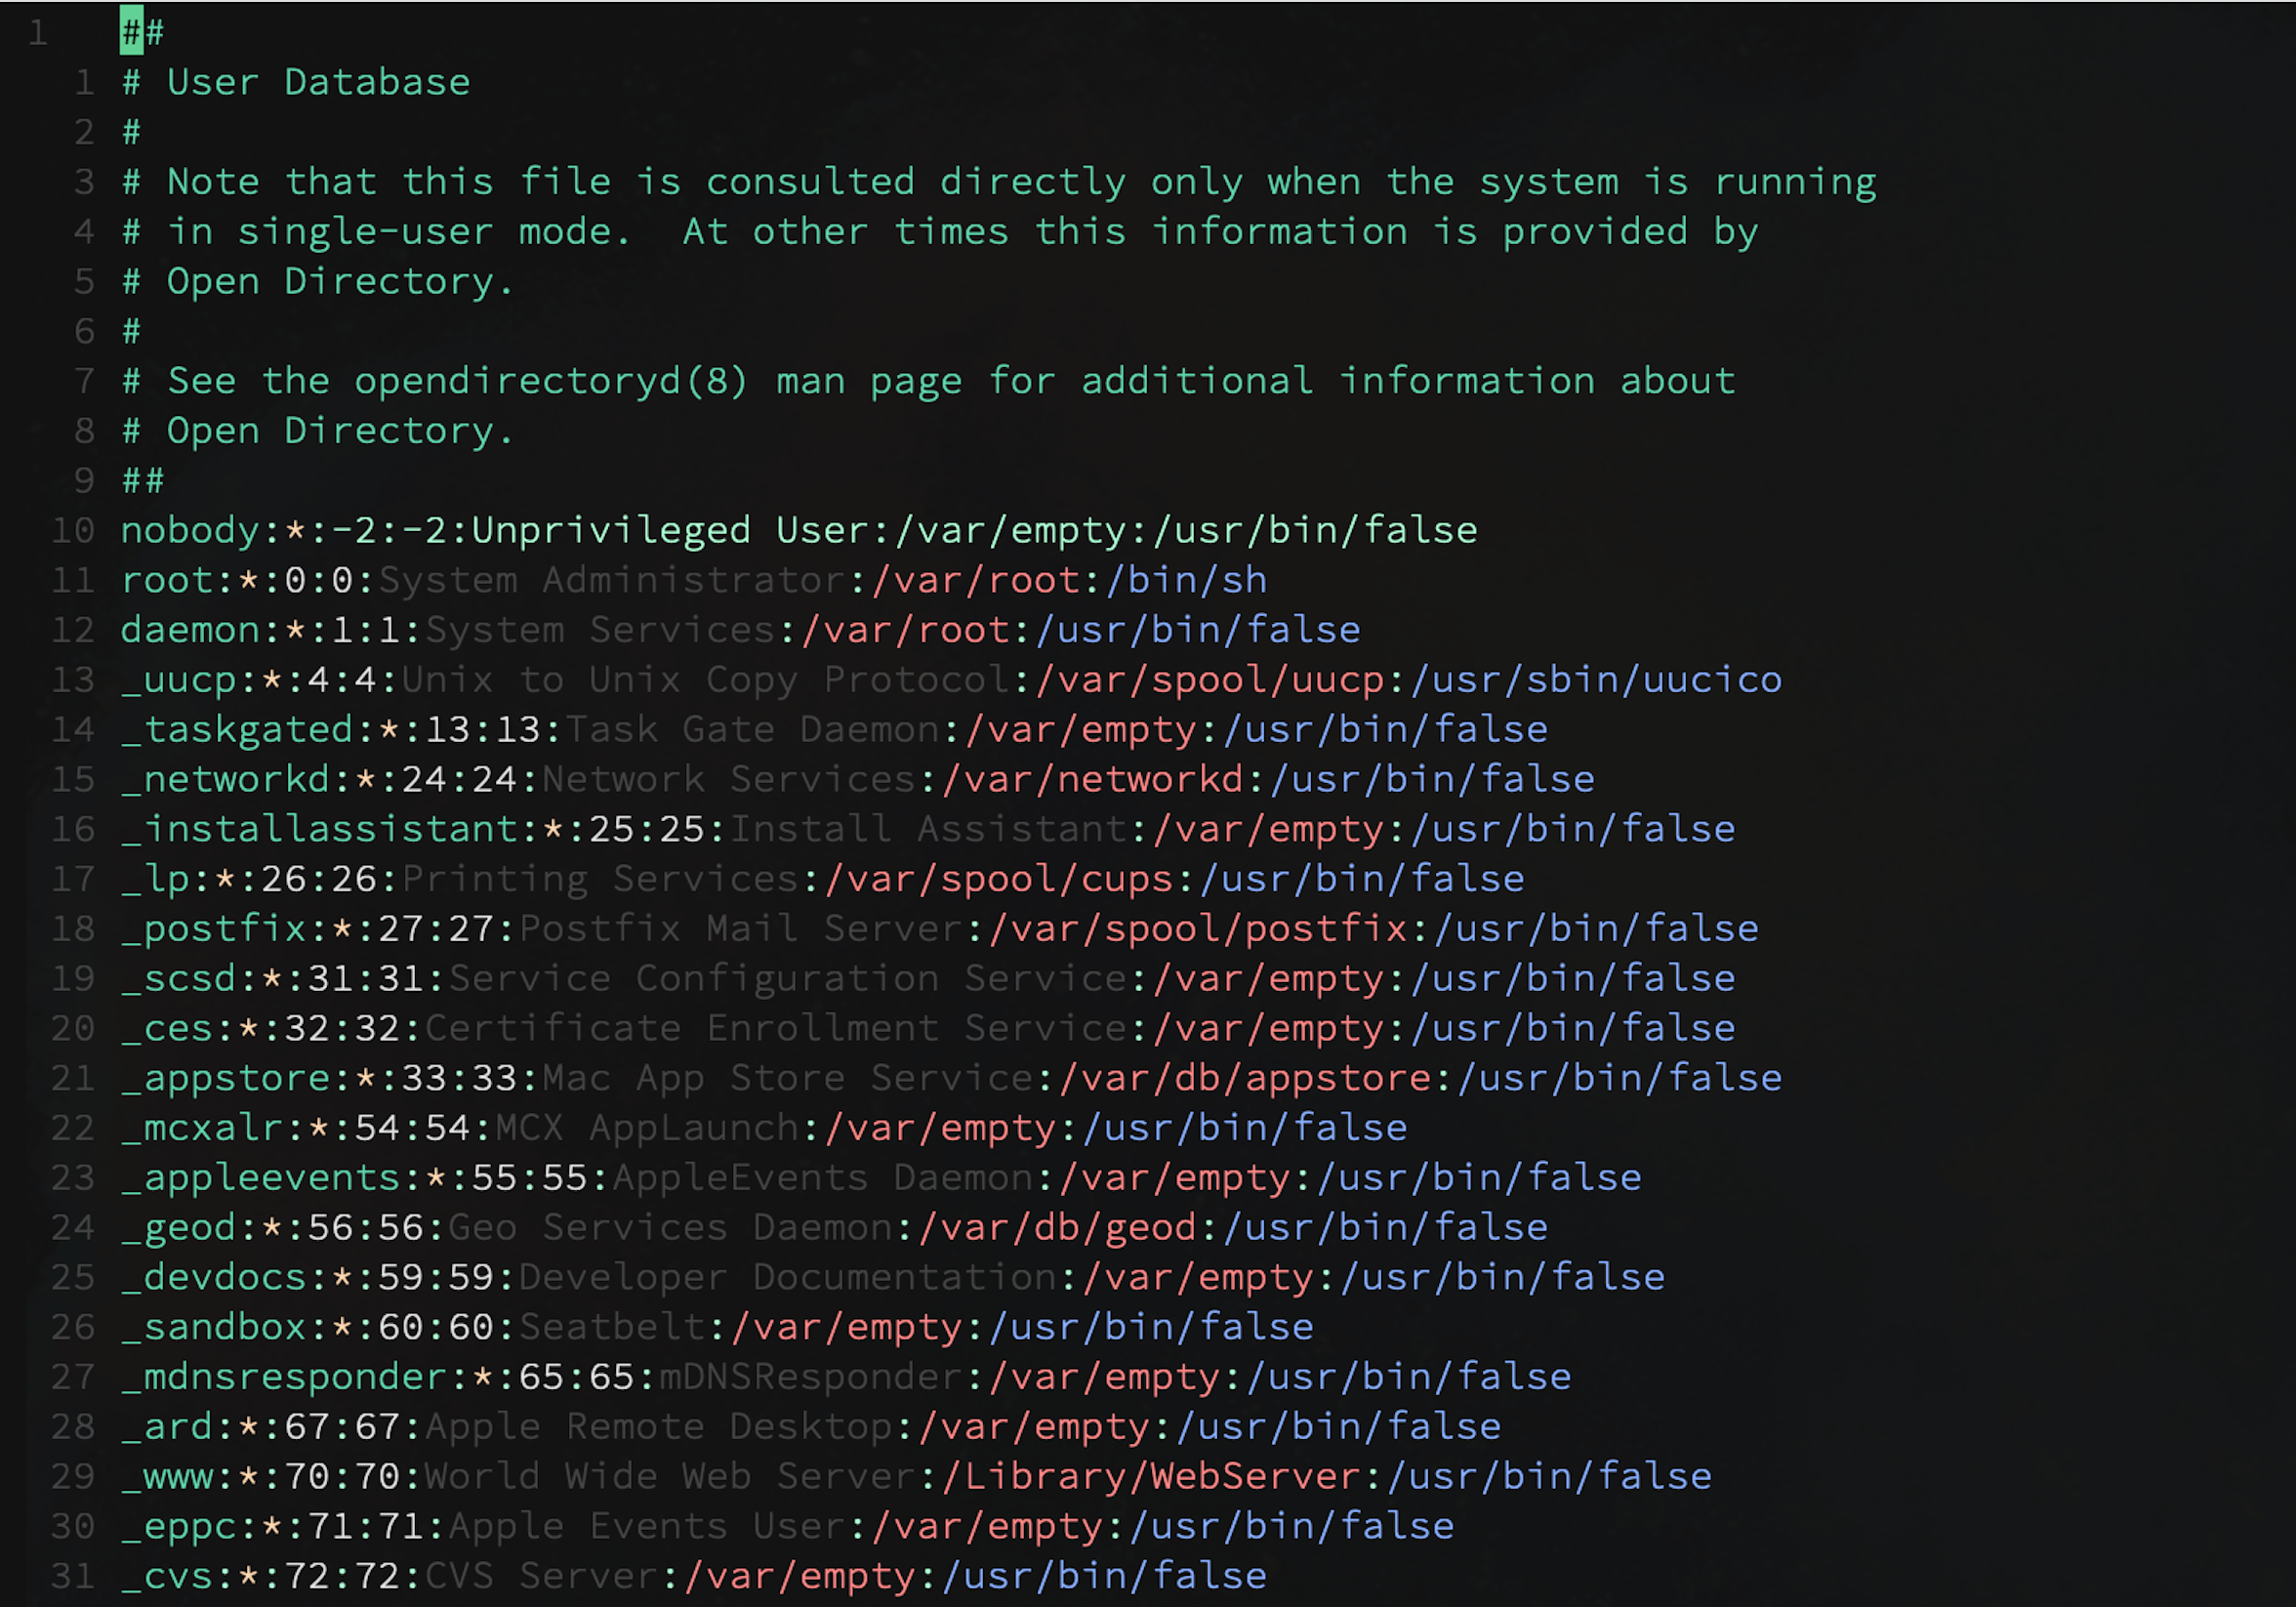 1 ##
1 # User Database
2 #
3 # Note that this file is consulted directly only when the system is running
4 # in single-user mode.  At other times this information is provided by
5 # Open Directory.
6 #
7 # See the opendirectoryd(8) man page for additional information about
8 # Open Directory.
9 ##
10 nobody:*:-2:-2:Unprivileged User:/var/empty:/usr/bin/false
11 root:*:0:0:System Administrator:/var/root:/bin/sh
12 daemon:*:1:1:System Services:/var/root:/usr/bin/false
13 _uucp:*:4:4:Unix to Unix Copy Protocol:/var/spool/uucp:/usr/sbin/uucico
14 _taskgated:*:13:13:Task Gate Daemon:/var/empty:/usr/bin/false
15 _networkd:*:24:24:Network Services:/var/networkd:/usr/bin/false
16 _installassistant:*:25:25:Install Assistant:/var/empty:/usr/bin/false
17 _lp:*:26:26:Printing Services:/var/spool/cups:/usr/bin/false
18 _postfix:*:27:27:Postfix Mail Server:/var/spool/postfix:/usr/bin/false
19 _scsd:*:31:31:Service Configuration Service:/var/empty:/usr/bin/false
20 _ces:*:32:32:Certificate Enrollment Service:/var/empty:/usr/bin/false
21 _appstore:*:33:33:Mac App Store Service:/var/db/appstore:/usr/bin/false
22 _mcxalr:*:54:54:MCX AppLaunch:/var/empty:/usr/bin/false
23 _appleevents:*:55:55:AppleEvents Daemon:/var/empty:/usr/bin/false
24 _geod:*:56:56:Geo Services Daemon:/var/db/geod:/usr/bin/false
25 _devdocs:*:59:59:Developer Documentation:/var/empty:/usr/bin/false
26 _sandbox:*:60:60:Seatbelt:/var/empty:/usr/bin/false
27 _mdnsresponder:*:65:65:mDNSResponder:/var/empty:/usr/bin/false
28 _ard:*:67:67:Apple Remote Desktop:/var/empty:/usr/bin/false
29 _www:*:70:70:World Wide Web Server:/Library/WebServer:/usr/bin/false
30 _eppc:*:71:71:Apple Events User:/var/empty:/usr/bin/false
31 _cvs:*:72:72:CVS Server:/var/empty:/usr/bin/false